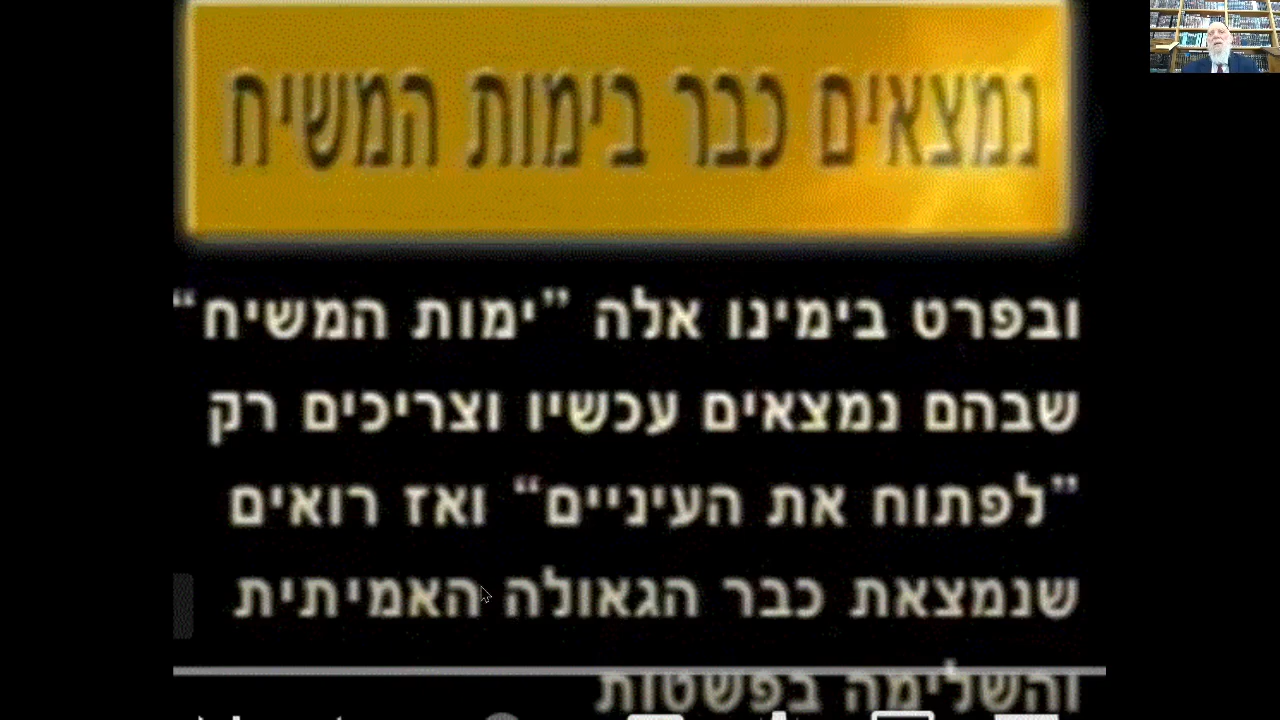 נמצאים כבר בימות המשיח
ובפרט בימינו אלה ”ימות המשיח“
שבהם נמצאים עכשיו וצריכים רק
”לפתוח את העיניים“ ואז רואים
שנמצאת כבר הגאולה האמיתית
והשלימה בפשטות